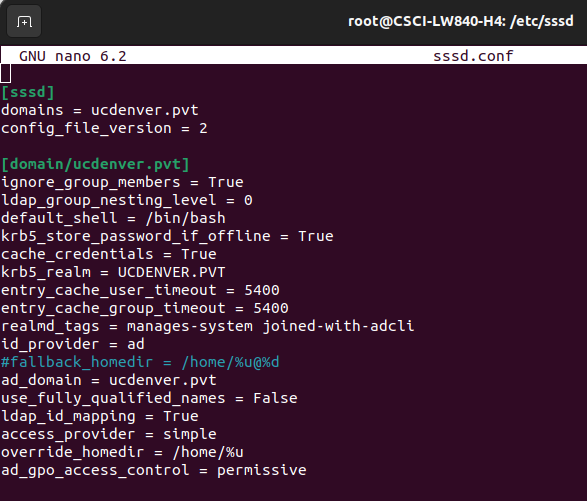 root@CSCI-LW840-H4: /etc/sssd
GNU nano 6.2 sssd.conf
[sssd]
domains = ucdenver.pvt
config_file_version = 2
[domain/ucdenver.pvt]
ignore_group_members = True
ldap_group_nesting_level = 0
default_shell = /bin/bash
krb5_store_password_if_offline = True
cache_credentials = True
krb5_realm = UCDENVER.PVT
entry_cache_user_timeout = 5400
entry_cache_group_timeout = 5400
realmd_tags = manages-system joined-with-adcli
id_provider = ad
#fallback_homedir = /home/%u@%d
ad_domain = ucdenver.pvt
use_fully_qualified_names = False
ldap_id_mapping = True
access_provider = simple
override_homedir = /home/%u
ad_gpo_access_control = permissive